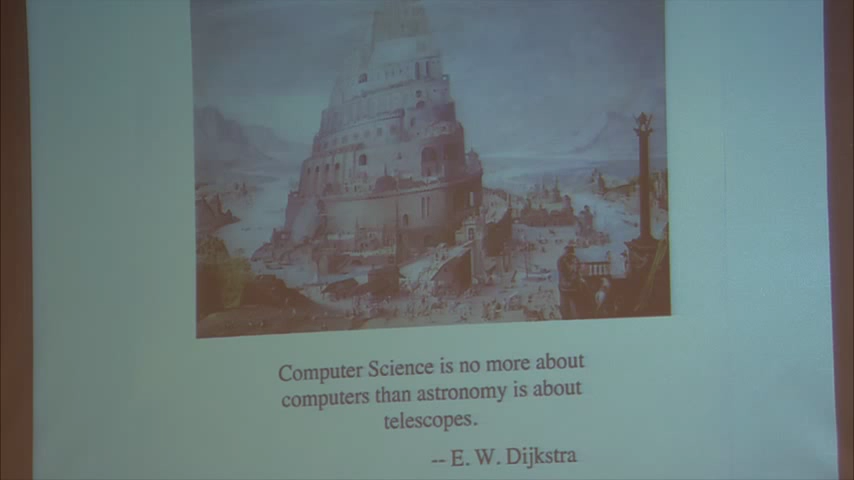 Computer Science is no more about
computers than astronomy is about
telescopes.
-- E. W. Dijkstra